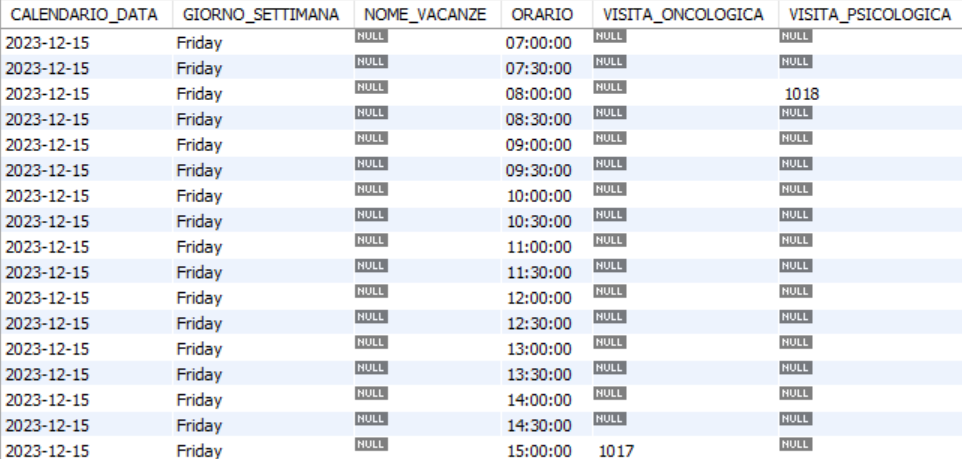 CALENDARIO_DATA GIORNO_SETTIMANA NOME_VACANZE ORARIO VISITA_ONCOLOGICA VISITA_PSICOLOGICA
2023-12-15 Friday NULL 07:00:00 NULL NULL
2023-12-15 Friday NULL 07:30:00 NULL NULL
2023-12-15 Friday NULL 08:00:00 NULL 1018
2023-12-15 Friday NULL 08:30:00 NULL NULL
2023-12-15 Friday NULL 09:00:00 NULL NULL
2023-12-15 Friday NULL 09:30:00 NULL NULL
2023-12-15 Friday NULL 10:00:00 NULL NULL
2023-12-15 Friday NULL 10:30:00 NULL NULL
2023-12-15 Friday NULL 11:00:00 NULL NULL
2023-12-15 Friday NULL 11:30:00 NULL NULL
2023-12-15 Friday NULL 12:00:00 NULL NULL
2023-12-15 Friday NULL 12:30:00 NULL NULL
2023-12-15 Friday NULL 13:00:00 NULL NULL
2023-12-15 Friday NULL 13:30:00 NULL NULL
2023-12-15 Friday NULL 14:00:00 NULL NULL
2023-12-15 Friday NULL 14:30:00 NULL NULL
2023-12-15 Friday NULL 15:00:00 1017 NULL